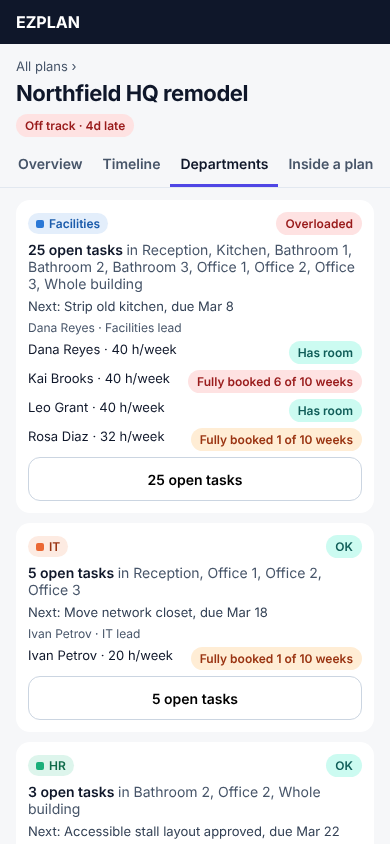 EZPLAN
All plans ›
Northfield HQ remodel
Off track · 4d late
Overview Timeline Departments Inside a plan
Facilities Overloaded
25 open tasks in Reception, Kitchen, Bathroom 1,
Bathroom 2, Bathroom 3, Office 1, Office 2, Office
3, Whole building
Next: Strip old kitchen, due Mar 8
Dana Reyes · Facilities lead
Dana Reyes · 40 h/week Has room
Kai Brooks · 40 h/week Fully booked 6 of 10 weeks
Leo Grant · 40 h/week Has room
Rosa Diaz · 32 h/week Fully booked 1 of 10 weeks
25 open tasks
IT OK
5 open tasks in Reception, Office 1, Office 2,
Office 3
Next: Move network closet, due Mar 18
Ivan Petrov · IT lead
Ivan Petrov · 20 h/week Fully booked 1 of 10 weeks
5 open tasks
HR OK
3 open tasks in Bathroom 2, Office 2, Whole
building
Next: Accessible stall layout approved, due Mar 22